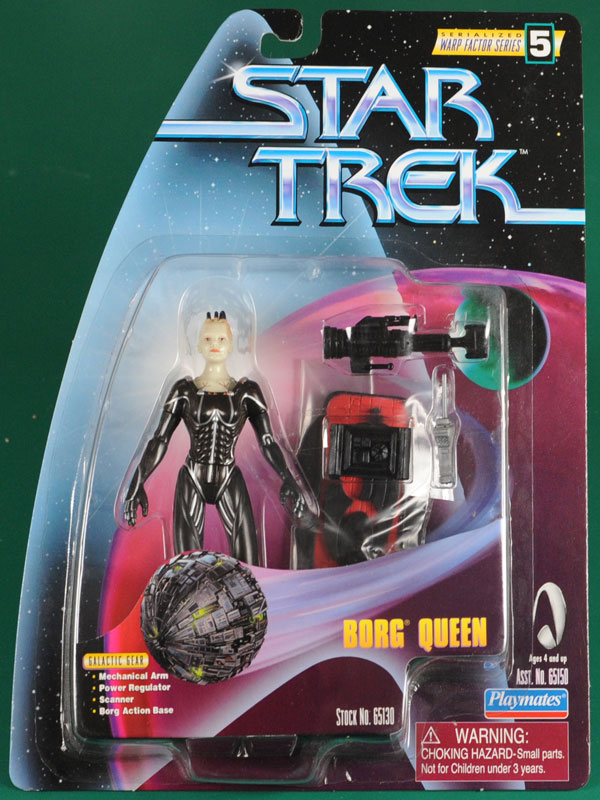 SERIALIZED
WARP FACTOR SERIES 5
STAR
TREK™
BORG® QUEEN
GALACTIC GEAR
• Mechanical Arm
• Power Regulator
• Scanner
• Borg Action Base
STOCK NO. 65130
Ages 4 and up
ASST. NO. 65150
Playmates®
WARNING:
CHOKING HAZARD-Small parts.
Not for Children under 3 years.